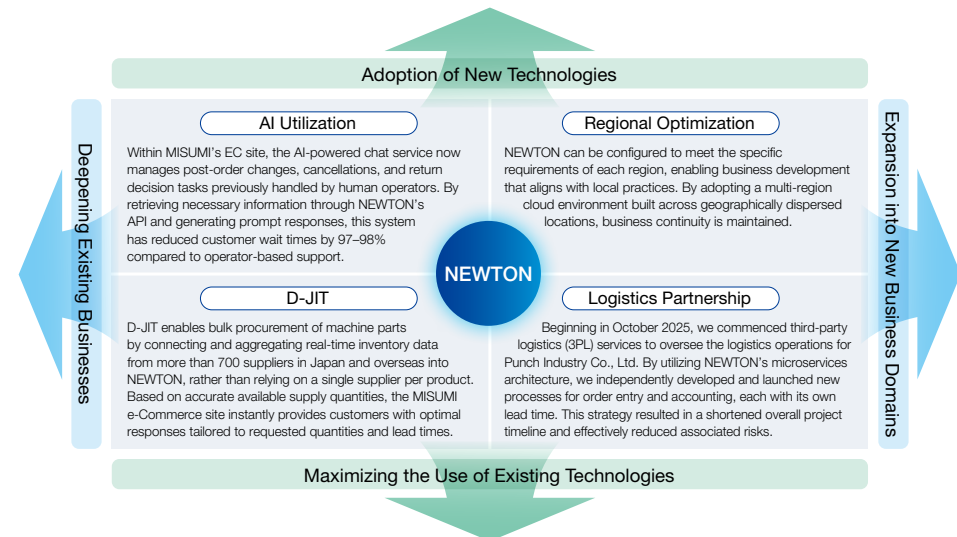 Adoption of New Technologies
Deepening Existing Businesses
AI Utilization
Within MISUMI's EC site, the AI-powered chat service now
manages post-order changes, cancellations, and return
decision tasks previously handled by human operators. By
retrieving necessary information through NEWTON's
API and generating prompt responses, this system
has reduced customer wait times by 97–98%
compared to operator-based support.
Regional Optimization
NEWTON can be configured to meet the specific
requirements of each region, enabling business development
that aligns with local practices. By adopting a multi-region
cloud environment built across geographically dispersed
locations, business continuity is maintained.
Expansion into New Business Domains
NEWTON
D-JIT
D-JIT enables bulk procurement of machine parts
by connecting and aggregating real-time inventory data
from more than 700 suppliers in Japan and overseas into
NEWTON, rather than relying on a single supplier per product.
Based on accurate available supply quantities, the MISUMI
e-Commerce site instantly provides customers with optimal
responses tailored to requested quantities and lead times.
Logistics Partnership
Beginning in October 2025, we commenced third-party
logistics (3PL) services to oversee the logistics operations for
Punch Industry Co., Ltd. By utilizing NEWTON's microservices
architecture, we independently developed and launched new
processes for order entry and accounting, each with its own
lead time. This strategy resulted in a shortened overall project
timeline and effectively reduced associated risks.
Maximizing the Use of Existing Technologies